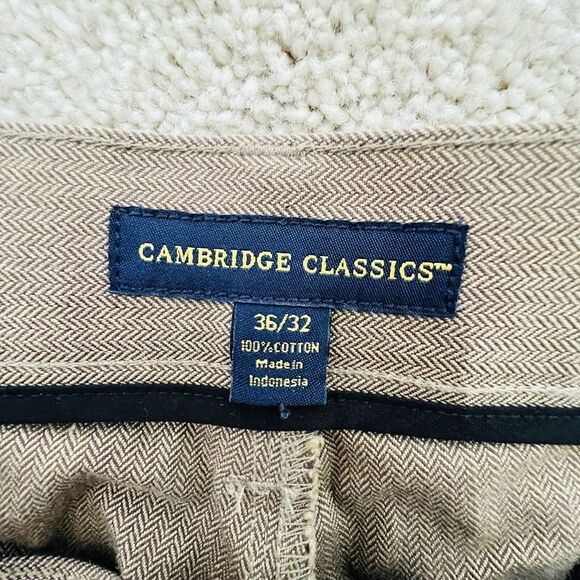 CAMBRIDGE CLASSICS™
36/32
100% COTTON
Made in
Indonesia